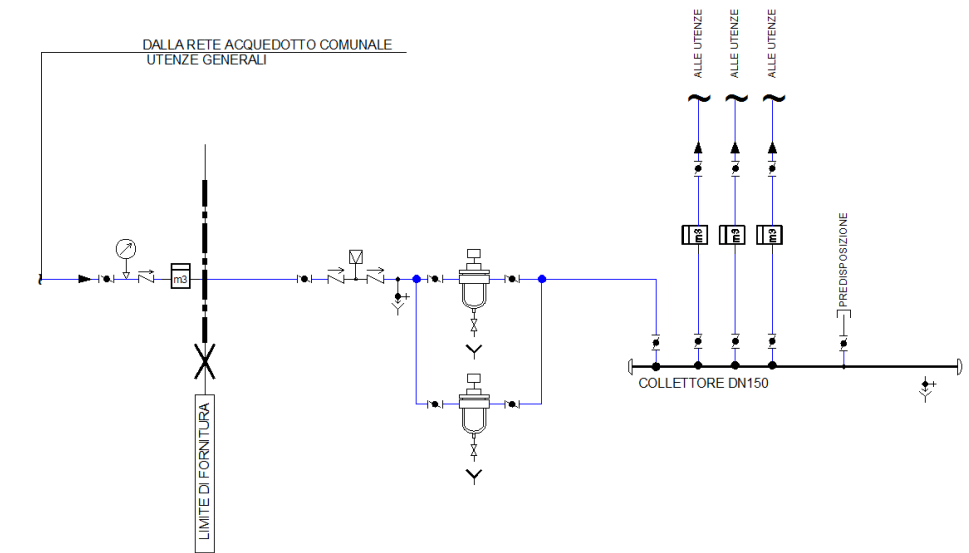 DALLA RETE ACQUEDOTTO COMUNALE
UTENZE GENERALI
ALLE UTENZE
ALLE UTENZE
ALLE UTENZE
m3
m3
m3
m3
PREDISPOSIZIONE
COLLETTORE DN150
LIMITE DI FORNITURA